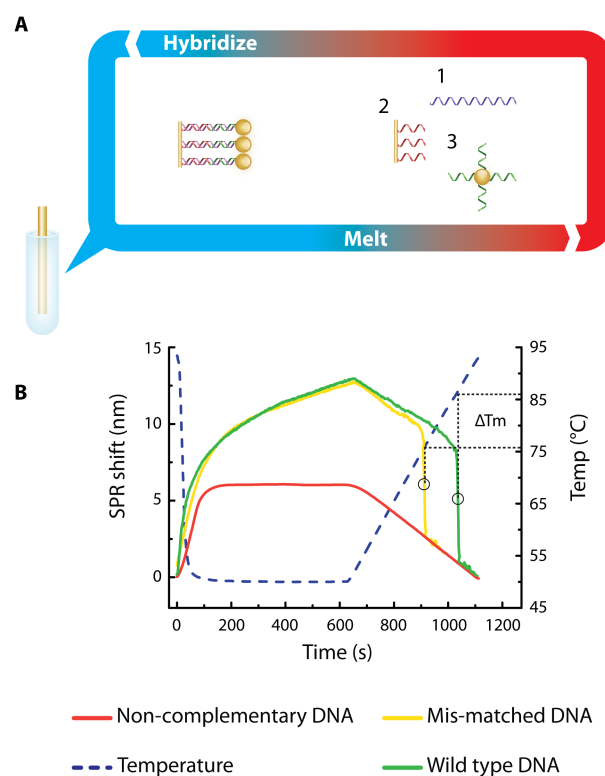 A
Hybridize
1
2
3
Melt
B
15
10
5
0
SPR shift (nm)
95
85
75
65
55
45
Temp (°C)
ΔTm
0 200 400 600 800 1000 1200
Time (s)
Non-complementary DNA
Mis-matched DNA
Temperature
Wild type DNA